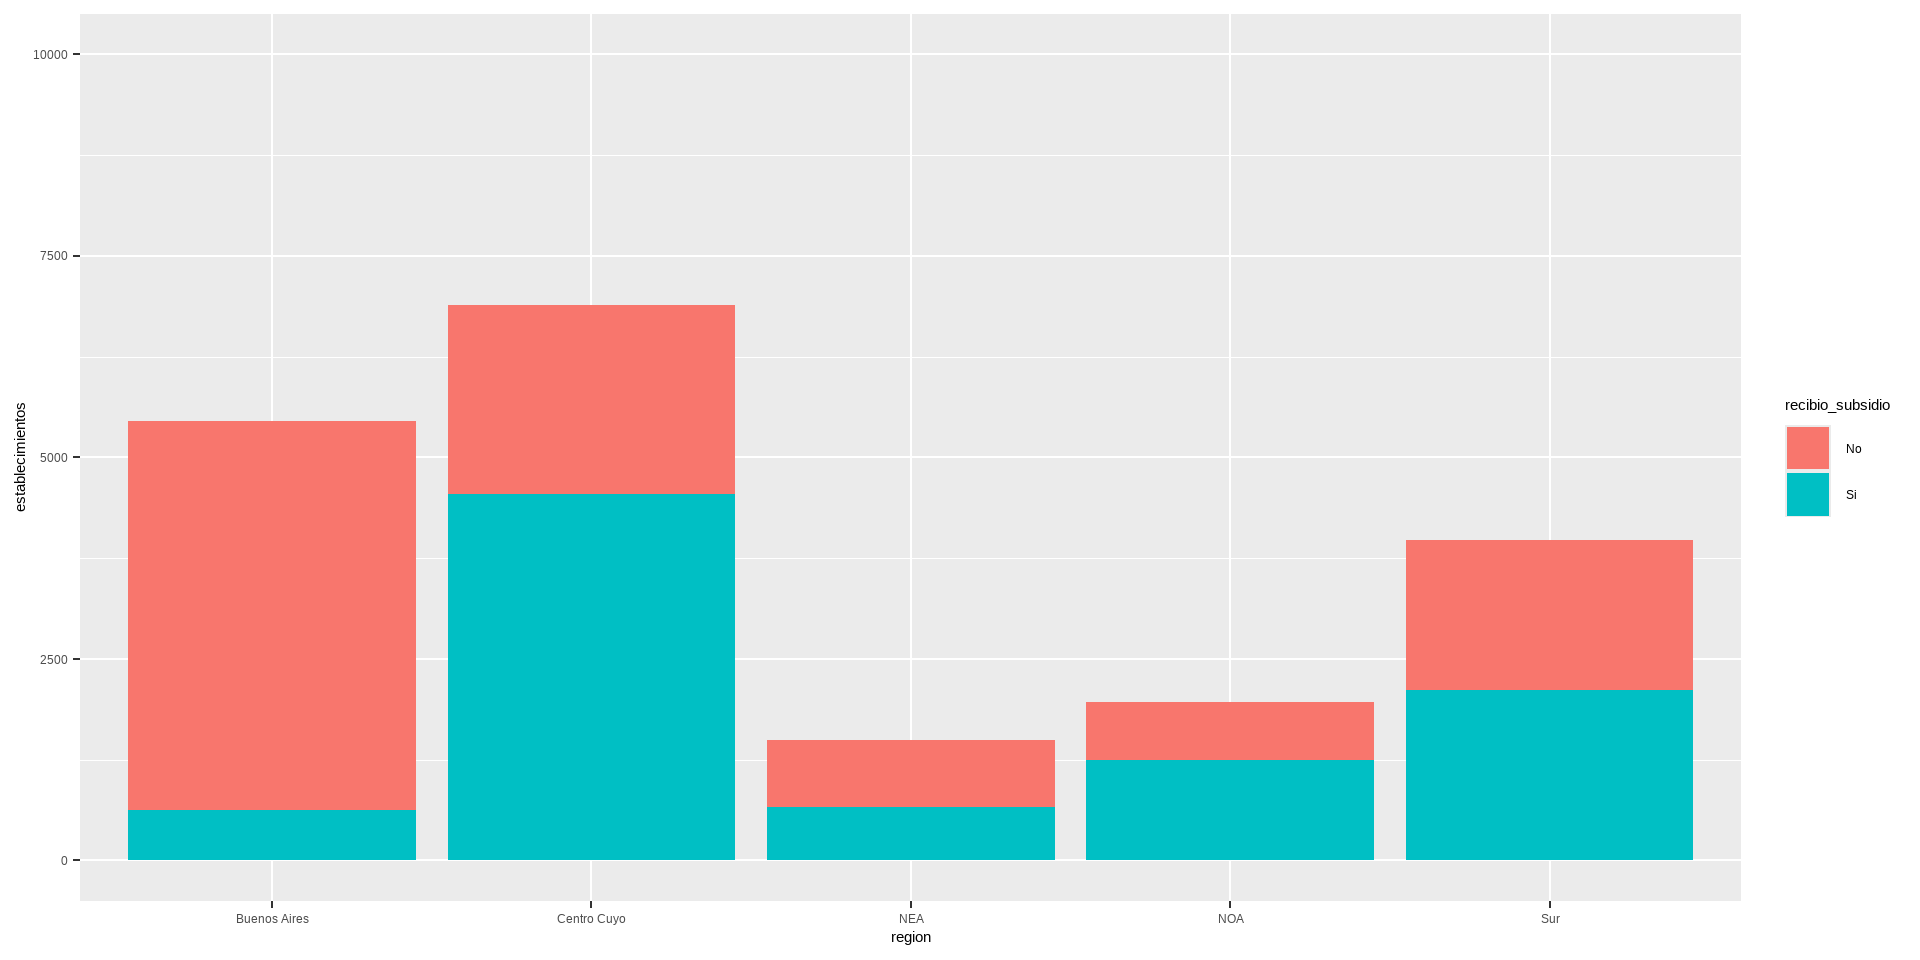 10000
7500
5000
2500
0
establecimientos
Buenos Aires
Centro Cuyo
NEA
NOA
Sur
region
recibio_subsidio
No
Si